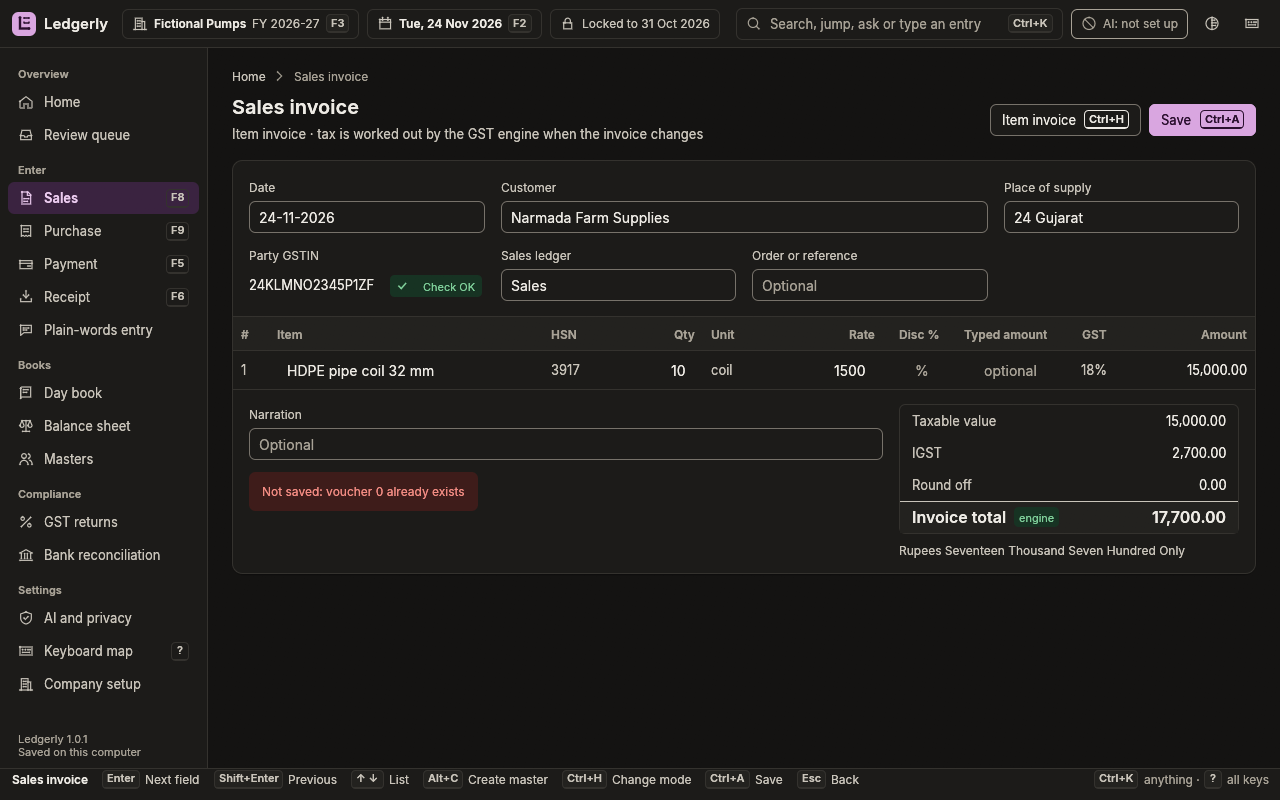 Ledgerly
Fictional Pumps FY 2026-27 F3
Tue, 24 Nov 2026 F2
Locked to 31 Oct 2026
Search, jump, ask or type an entry Ctrl+K
AI: not set up
Overview
Home
Review queue
Enter
Sales F8
Purchase F9
Payment F5
Receipt F6
Plain-words entry
Books
Day book
Balance sheet
Masters
Compliance
GST returns
Bank reconciliation
Settings
AI and privacy
Keyboard map ?
Company setup
Ledgerly 1.0.1
Saved on this computer
Home > Sales invoice
Sales invoice
Item invoice · tax is worked out by the GST engine when the invoice changes
Item invoice Ctrl+H
Save Ctrl+A
Date Customer Place of supply
24-11-2026 Narmada Farm Supplies 24 Gujarat
Party GSTIN Sales ledger Order or reference
24KLMNO2345P1ZF Check OK Sales Optional
# Item HSN Qty Unit Rate Disc % Typed amount GST Amount
1 HDPE pipe coil 32 mm 3917 10 coil 1500 % optional 18% 15,000.00
Narration
Optional
Not saved: voucher 0 already exists
Taxable value 15,000.00
IGST 2,700.00
Round off 0.00
Invoice total engine 17,700.00
Rupees Seventeen Thousand Seven Hundred Only
Sales invoice Enter Next field Shift+Enter Previous ↑ ↓ List Alt+C Create master Ctrl+H Change mode Ctrl+A Save Esc Back Ctrl+K anything · ? all keys